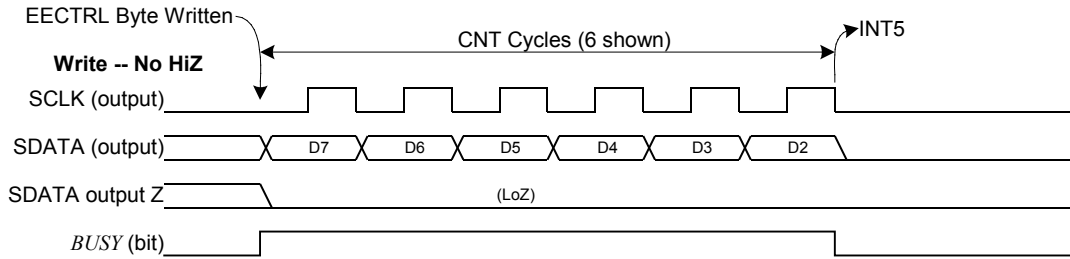 EECTRL Byte Written
CNT Cycles (6 shown)
INT5
Write -- No HiZ
SCLK (output)
SDATA (output) D7 D6 D5 D4 D3 D2
SDATA output Z (LoZ)
BUSY (bit)